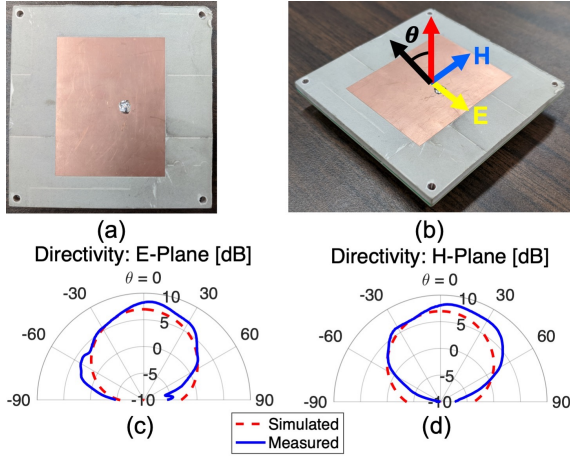 θ
H
E
(a)
(b)
Directivity: E-Plane [dB]
Directivity: H-Plane [dB]
θ = 0
-30
10
30
5
-60
0
60
-5
-90
-10
90
θ = 0
-30
10
30
5
-60
0
60
-5
-90
-10
90
(c)
(d)
Simulated
Measured